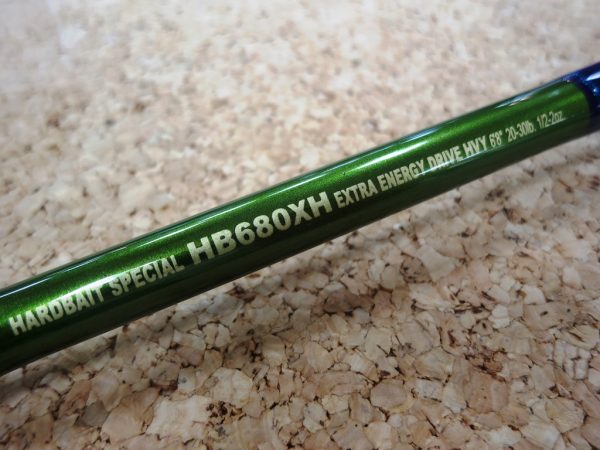 HARDBAIT SPECIAL HB680XH EXTRA ENERGY DRIVE HVY 6'8" 20-30lb. 1/2-2oz.